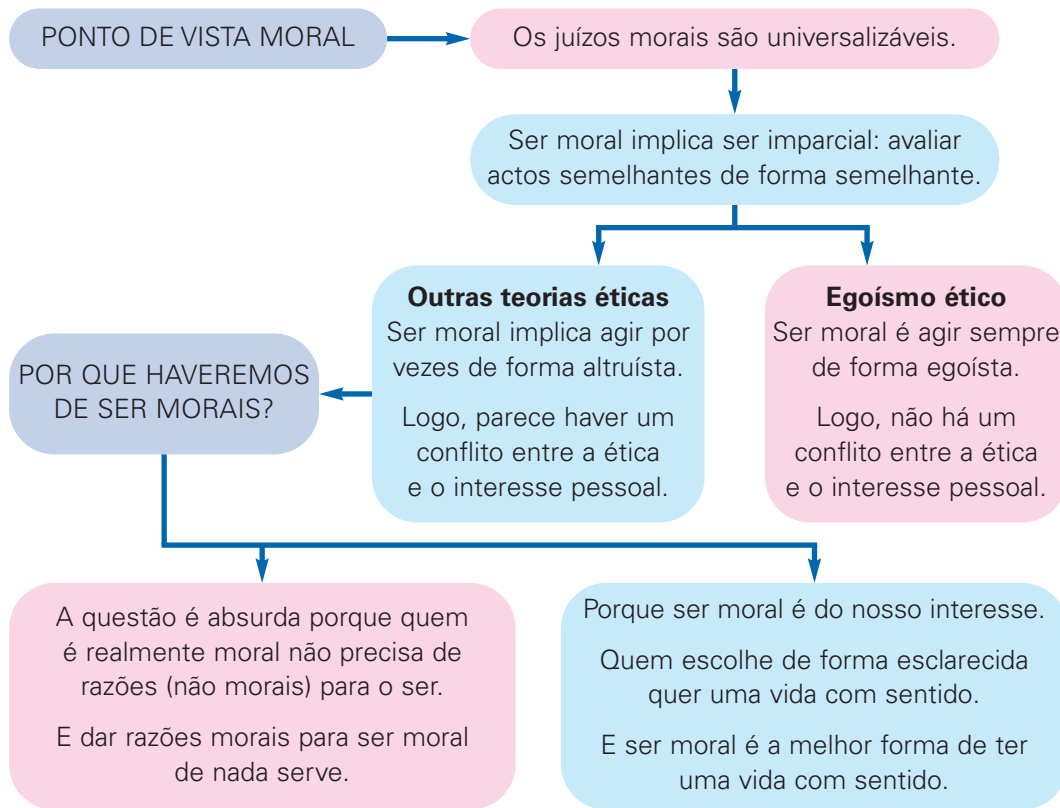 PONTO DE VISTA MORAL
Os juízos morais são universalizáveis.
Ser moral implica ser imparcial: avaliar
actos semelhantes de forma semelhante.
Outras teorias éticas
Ser moral implica agir por
vezes de forma altruísta.
Logo, parece haver um
conflito entre a ética
e o interesse pessoal.
Egoísmo ético
Ser moral é agir sempre
de forma egoísta.
Logo, não há um
conflito entre a ética
e o interesse pessoal.
POR QUE HAVEREMOS
DE SER MORAIS?
A questão é absurda porque quem
é realmente moral não precisa de
razões (não morais) para o ser.
E dar razões morais para ser moral
de nada serve.
Porque ser moral é do nosso interesse.
Quem escolhe de forma esclarecida
quer uma vida com sentido.
E ser moral é a melhor forma de ter
uma vida com sentido.